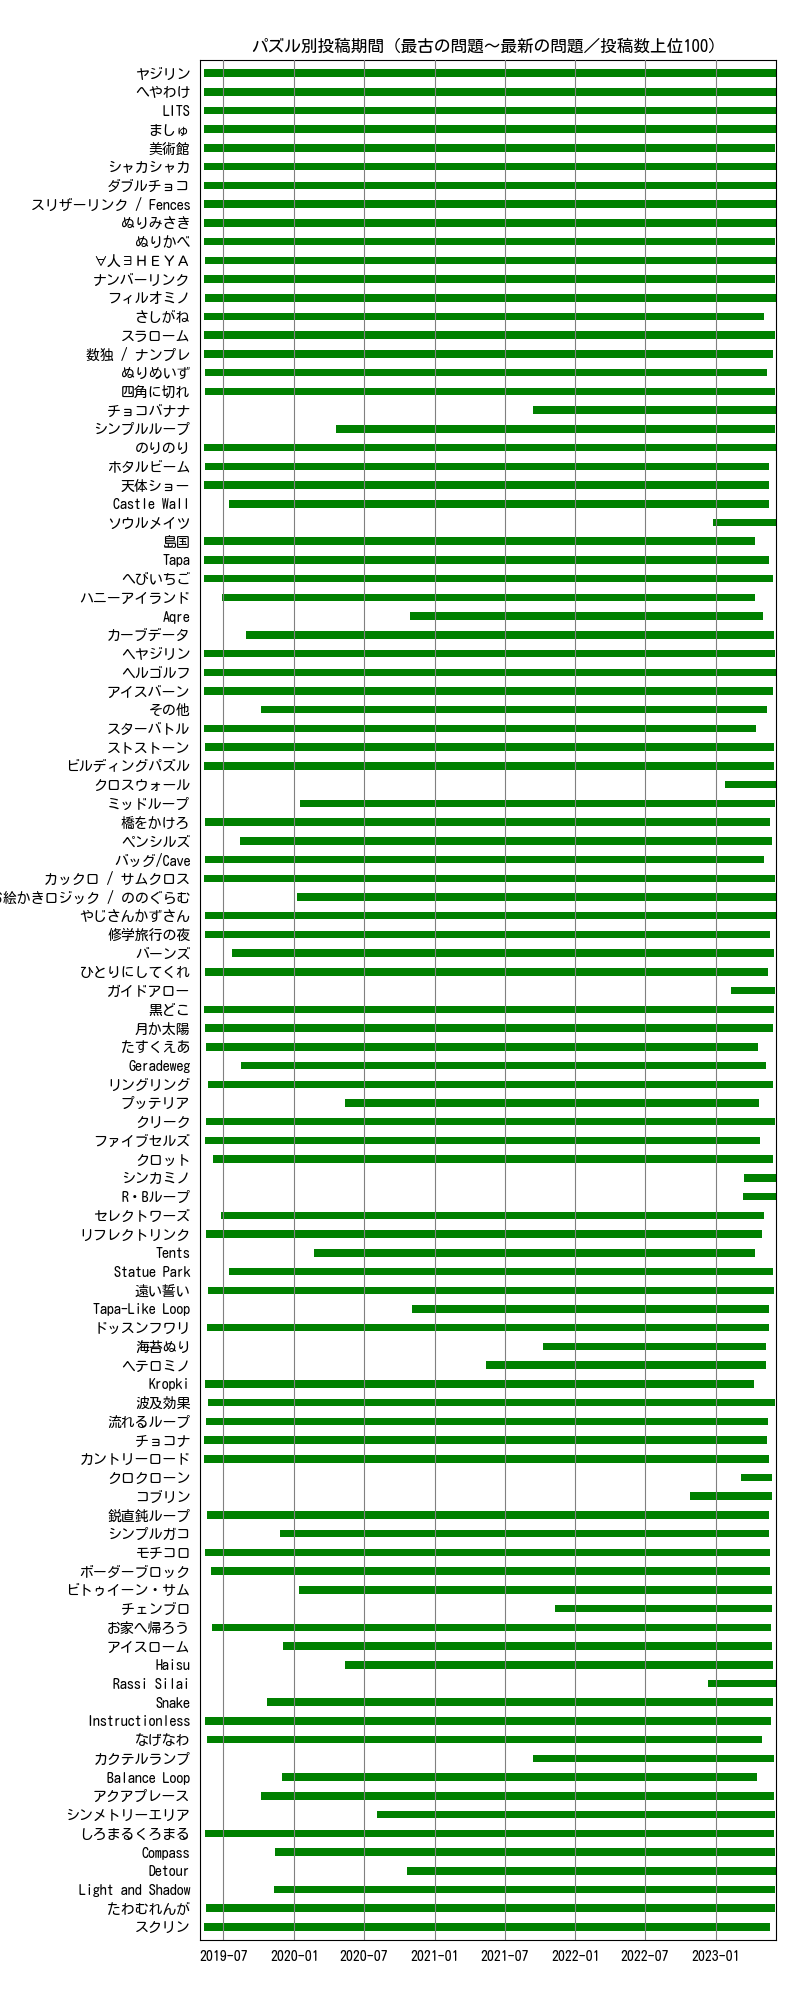 パズル別投稿期間（最古の問題～最新の問題／投稿数上位100）
ヤジリン
へやわけ
LITS
ましゅ
美術館
シャカシャカ
ダブルチョコ
スリザーリンク / Fences
ぬりみさき
ぬりかべ
∀人∃ＨＥＹＡ
ナンバーリンク
フィルオミノ
さしがね
スラローム
数独 / ナンプレ
ぬりめいず
四角に切れ
チョコバナナ
シンプルループ
のりのり
ホタルビーム
天体ショー
Castle Wall
ソウルメイツ
島国
Tapa
へびいちご
ハニーアイランド
Aqre
カーブデータ
ヘヤジリン
ヘルゴルフ
アイスバーン
その他
スターバトル
ストストーン
ビルディングパズル
クロスウォール
ミッドループ
橋をかけろ
ペンシルズ
バッグ/Cave
カックロ / サムクロス
絵かきロジック / ののぐらむ
やじさんかずさん
修学旅行の夜
バーンズ
ひとりにしてくれ
ガイドアロー
黒どこ
月か太陽
たすくえあ
Geradeweg
リングリング
プッテリア
クリーク
ファイブセルズ
クロット
シンカミノ
R・Bループ
セレクトワーズ
リフレクトリンク
Tents
Statue Park
遠い誓い
Tapa-Like Loop
ドッスンフワリ
海苔ぬり
ヘテロミノ
Kropki
波及効果
流れるループ
チョコナ
カントリーロード
クロクローン
コブリン
鋭直鈍ループ
シンプルガコ
モチコロ
ボーダーブロック
ビトゥイーン・サム
チェンブロ
お家へ帰ろう
アイスローム
Haisu
Rassi Silai
Snake
Instructionless
なげなわ
カクテルランプ
Balance Loop
アクアプレース
シンメトリーエリア
しろまるくろまる
Compass
Detour
Light and Shadow
たわむれんが
スクリン
2019-07 2020-01 2020-07 2021-01 2021-07 2022-01 2022-07 2023-01